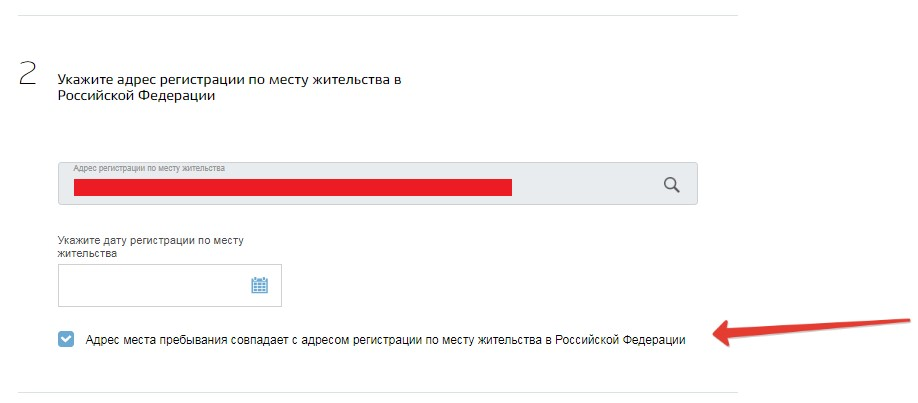 2
Укажите адрес регистрации по месту жительства в
Российской Федерации
Адрес регистрации по месту жительства
Укажите дату регистрации по месту
жительства
Адрес места пребывания совпадает с адресом регистрации по месту жительства в Российской Федерации